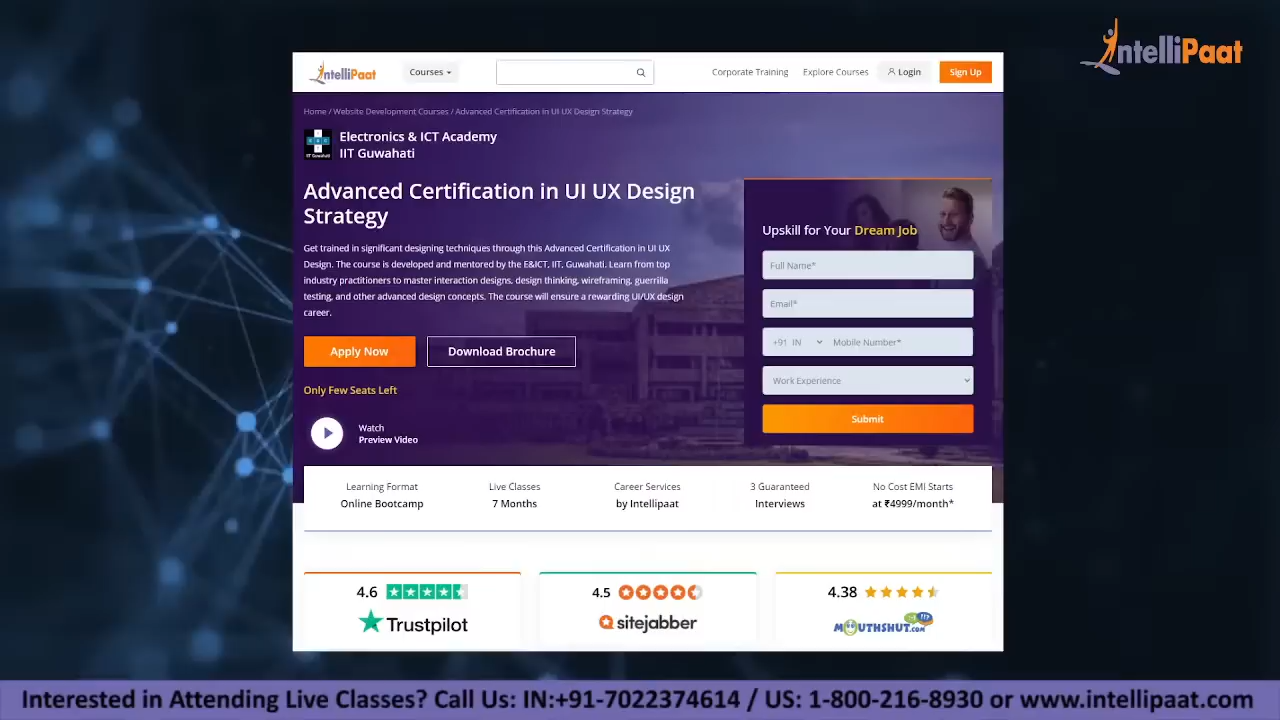 IntelliPaat
IntelliPaat
Courses
Corporate Training
Explore Courses
Login
Sign Up
Home / Website Development Courses / Advanced Certification in UI UX Design Strategy
IIT Guwahati
Electronics & ICT Academy
IIT Guwahati
Advanced Certification in UI UX Design
Strategy
Get trained in significant designing techniques through this Advanced Certification in UI UX
Design. The course is developed and mentored by the E&ICT, IIT, Guwahati. Learn from top
industry practitioners to master interaction designs, design thinking, wireframing, guerrilla
testing, and other advanced design concepts. The course will ensure a rewarding UI/UX design
career.
Apply Now
Download Brochure
Only Few Seats Left
Watch
Preview Video
Upskill for Your Dream Job
Full Name*
Email*
+91 IN
Mobile Number*
Work Experience
Submit
Learning Format
Online Bootcamp
Live Classes
7 Months
Career Services
by Intellipaat
3 Guaranteed
Interviews
No Cost EMI Starts
at ₹4999/month*
4.6
Trustpilot
4.5
sitejabber
4.38
MOUTHSHUT.COM
Interested in Attending Live Classes? Call Us: IN:+91-7022374614 / US: 1-800-216-8930 or www.intellipaat.com